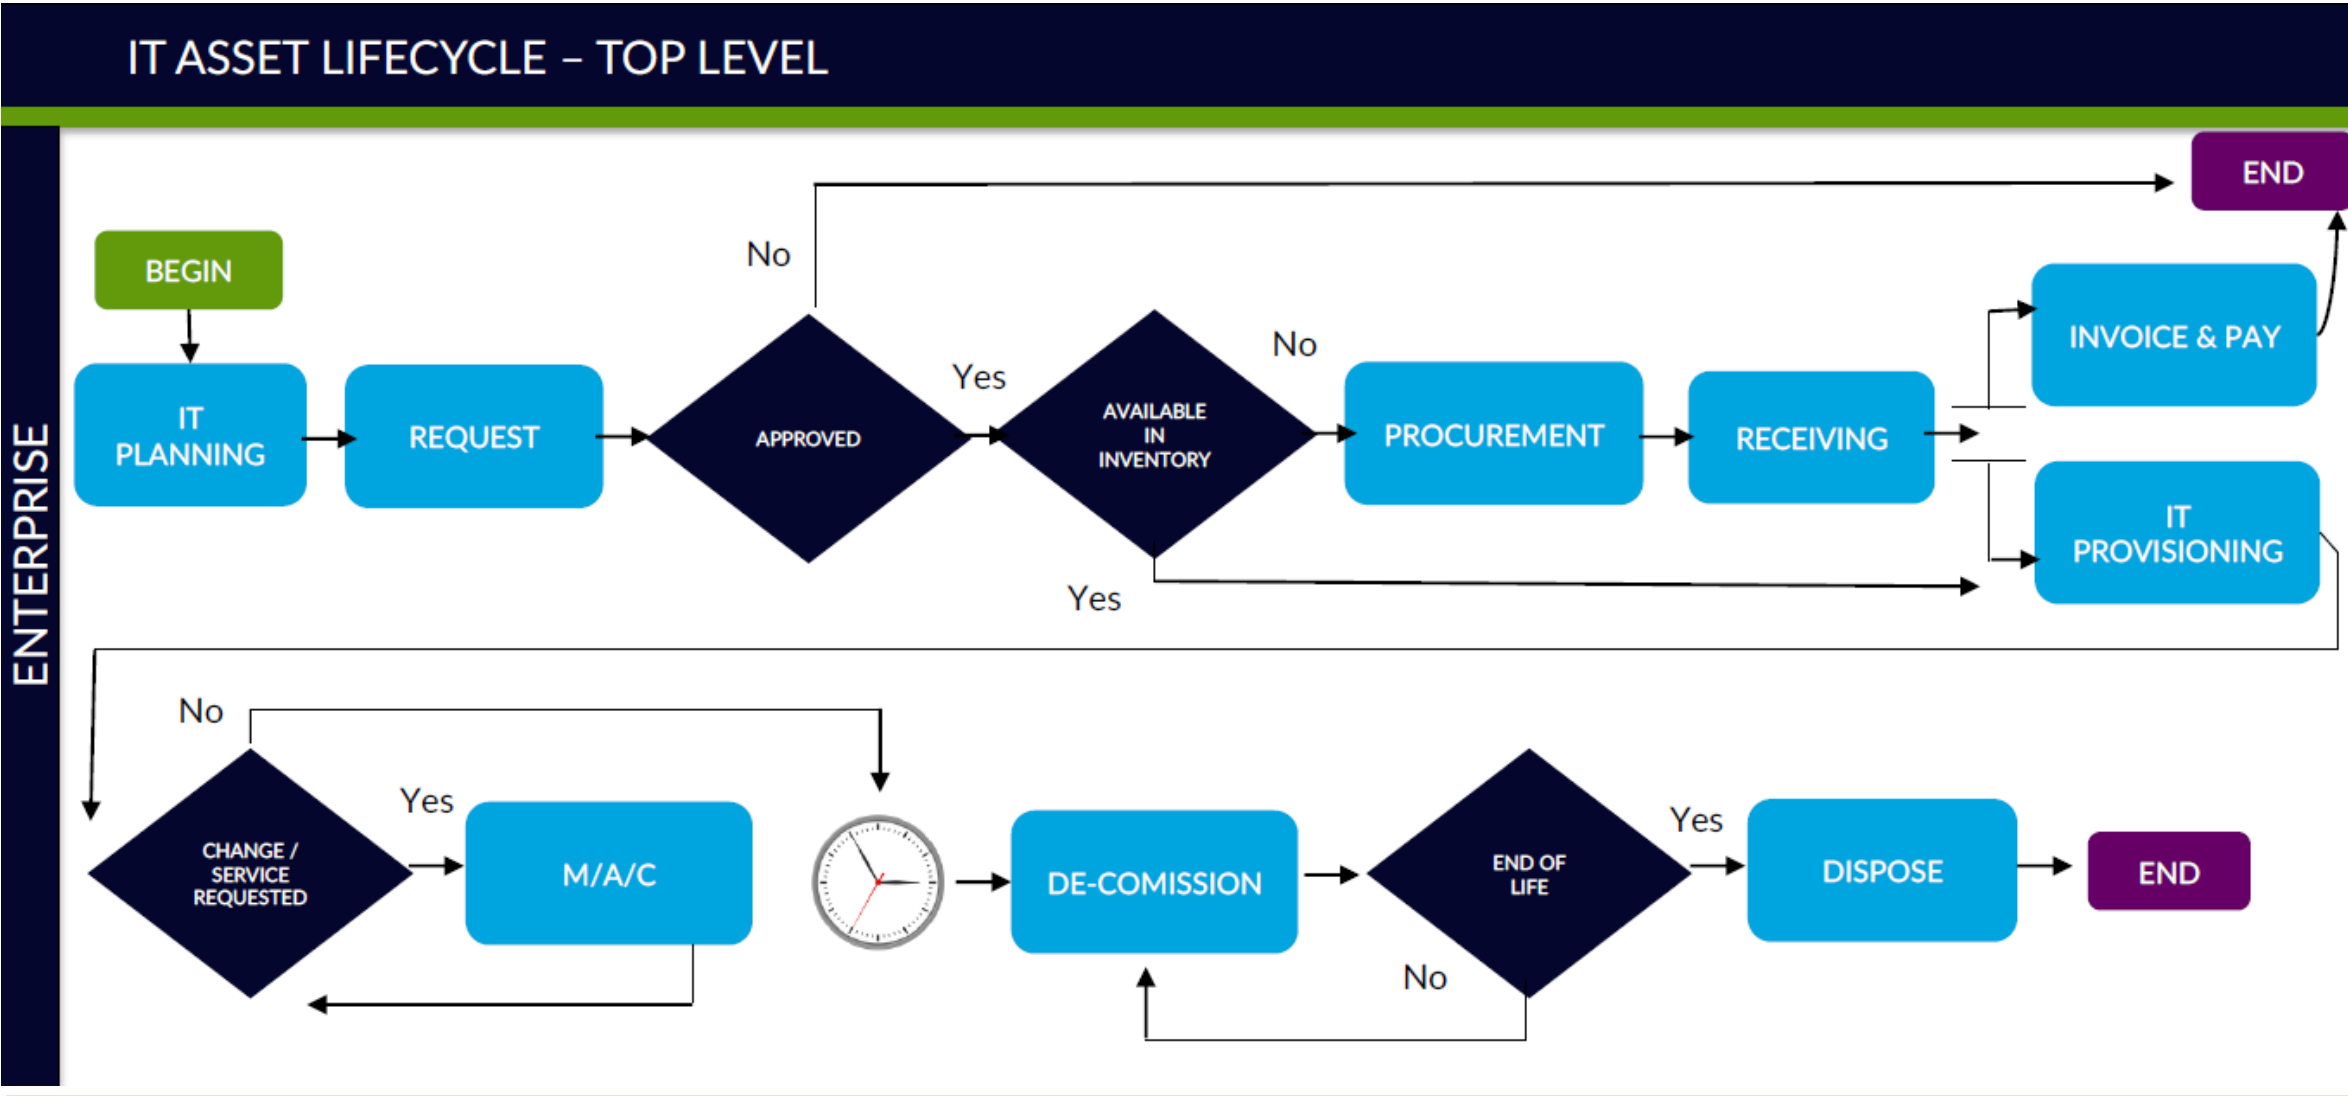 IT ASSET LIFECYCLE – TOP LEVEL
ENTERPRISE
END
No
BEGIN
INVOICE & PAY
No
Yes
IT
PLANNING
REQUEST
APPROVED
AVAILABLE
IN
INVENTORY
PROCUREMENT
RECEIVING
IT
PROVISIONING
Yes
No
Yes
CHANGE /
SERVICE
REQUESTED
M/A/C
DE-COMISSION
END OF
LIFE
Yes
DISPOSE
END
No